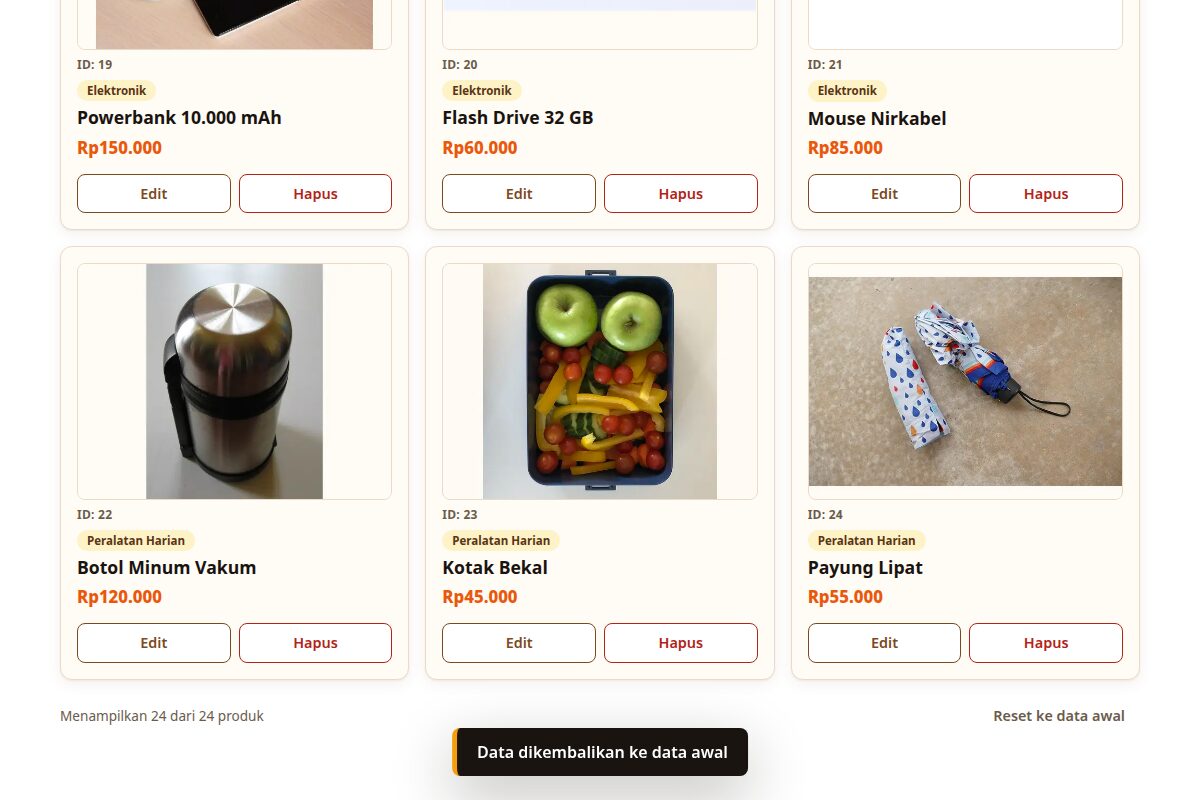 ID: 19
Elektronik
Powerbank 10.000 mAh
Rp150.000
Edit
Hapus
ID: 20
Elektronik
Flash Drive 32 GB
Rp60.000
Edit
Hapus
ID: 21
Elektronik
Mouse Nirkabel
Rp85.000
Edit
Hapus
ID: 22
Peralatan Harian
Botol Minum Vakum
Rp120.000
Edit
Hapus
ID: 23
Peralatan Harian
Kotak Bekal
Rp45.000
Edit
Hapus
ID: 24
Peralatan Harian
Payung Lipat
Rp55.000
Edit
Hapus
Menampilkan 24 dari 24 produk
Reset ke data awal
Data dikembalikan ke data awal